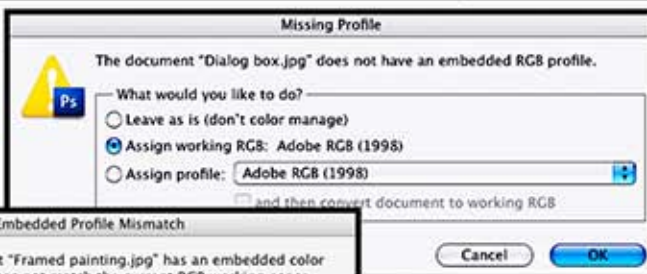 Missing Profile
The document "Dialog box.jpg" does not have an embedded RGB profile.
Ps
What would you like to do?
Leave as is (don't color manage)
Assign working RGB: Adobe RGB (1998)
Assign profile: Adobe RGB (1998)
and then convert document to working RGB
Cancel OK
Embedded Profile Mismatch
"Framed painting.jpg" has an embedded color